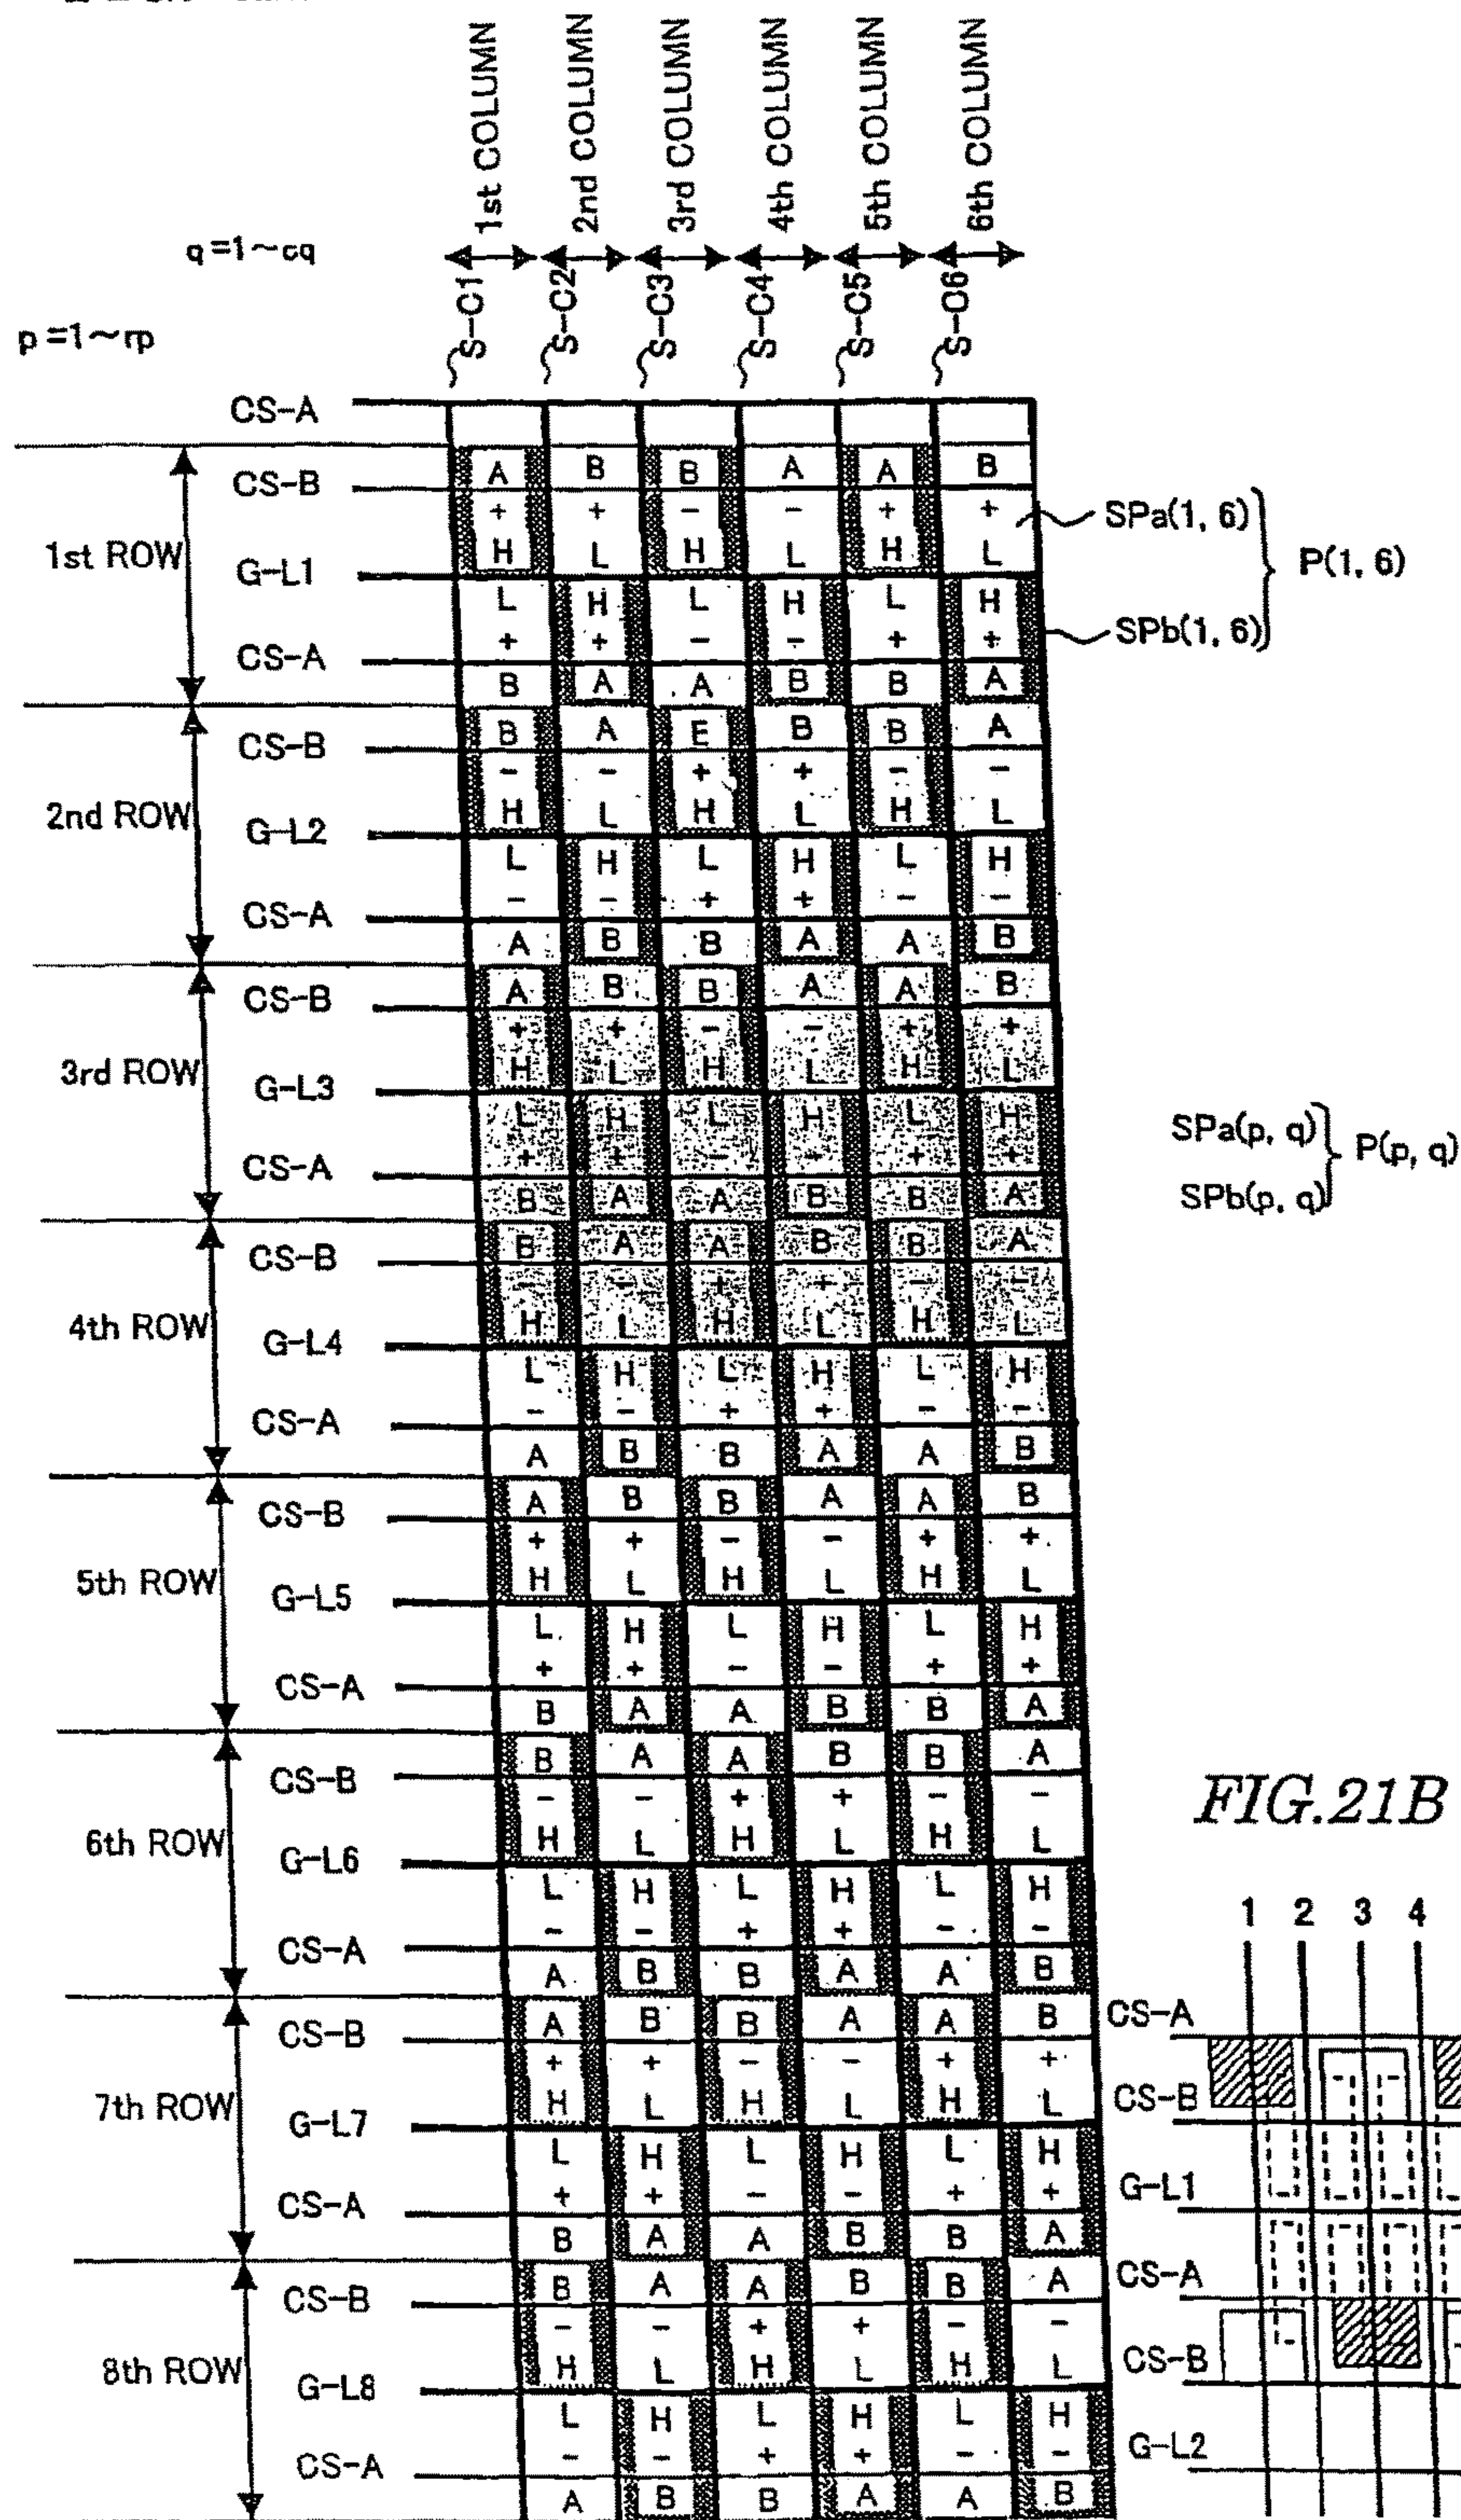 1st COLUMN 2nd COLUMN 3rd COLUMN 4th COLUMN 5th COLUMN 6th COLUMN
q=1~cq
S-C1 S-C2 S-C3 S-C4 S-C5 S-C6
p=1~rp
CS-A
A B B A A B
CS-B
+ + - - + + SPa(1, 6)
1st ROW H L H L H L P(1, 6)
G-L1
L H L H L H
+ + - - + + SPb(1, 6)
CS-A
B A A B B A
B A E B B A
CS-B
- - + + - -
2nd ROW H L H L H L
G-L2
L H L H L H
- - + + - -
CS-A
A B B A A B
A B B A A B
CS-B
+ + - - + +
3rd ROW H L H L H L
G-L3
L H L H L H SPa(p, q) P(p, q)
+ + - - + +
CS-A
B A A B B A SPb(p, q)
B A A B B A
CS-B
- - + + - -
4th ROW H L H L H L
G-L4
L H L H L H
- - + + - -
CS-A
A B B A A B
A B B A A B
CS-B
+ + - - + +
5th ROW H L H L H L
G-L5
L H L H L H
+ + - - + +
CS-A
B A A B B A
B A A B B A
CS-B
- - + + - -
6th ROW H L H L H L
G-L6
L H L H L H
- - + + - -
CS-A
A B B A A B
A B B A A B
CS-B
+ + - - + +
7th ROW H L H L H L
G-L7
L H L H L H
+ + - - + +
CS-A
B A A B B A
B A A B B A
CS-B
- - + + - -
8th ROW H L H L H L
G-L8
L H L H L H
- - + + - -
CS-A
A B B A A B
FIG.21B
1 2 3 4
CS-A
CS-B
G-L1
CS-A
CS-B
G-L2